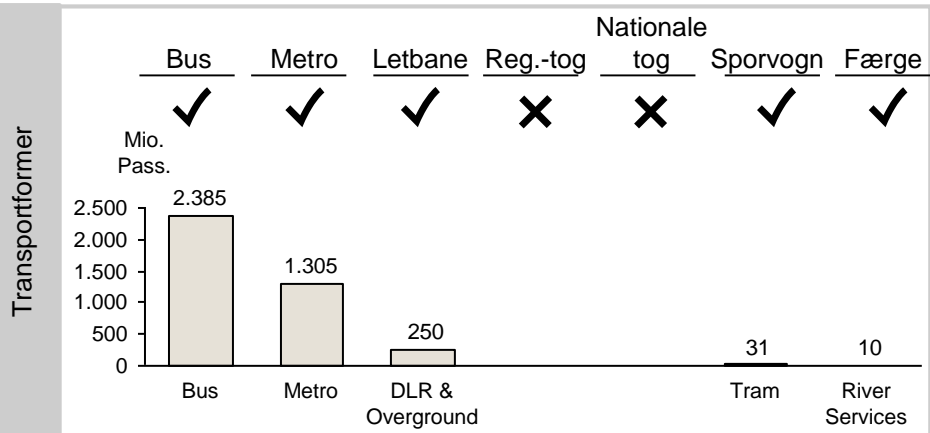 Transportformer
Nationale
Bus Metro Letbane Reg.-tog tog Sporvogn Færge
Mio.
Pass.
2.500
2.000
1.500
1.000
500
0
2.385
1.305
250
31
10
Bus Metro DLR & Tram River
Overground Services